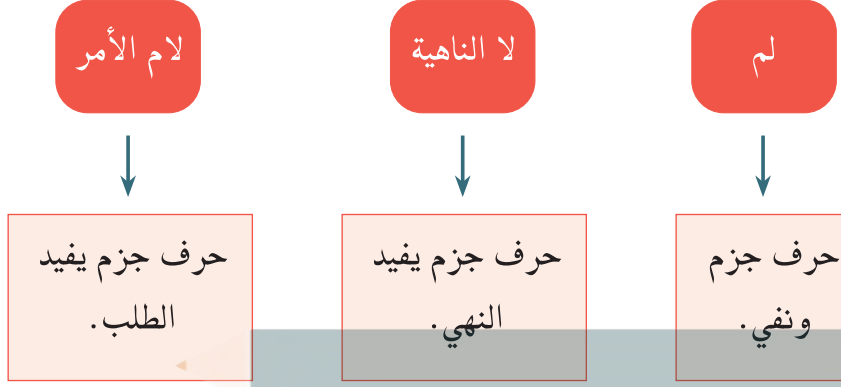 لم
لا الناهية
لام الأمر
حرف جزم
ونفي.
حرف جزم يفيد
النهي.
حرف جزم يفيد
الطلب.